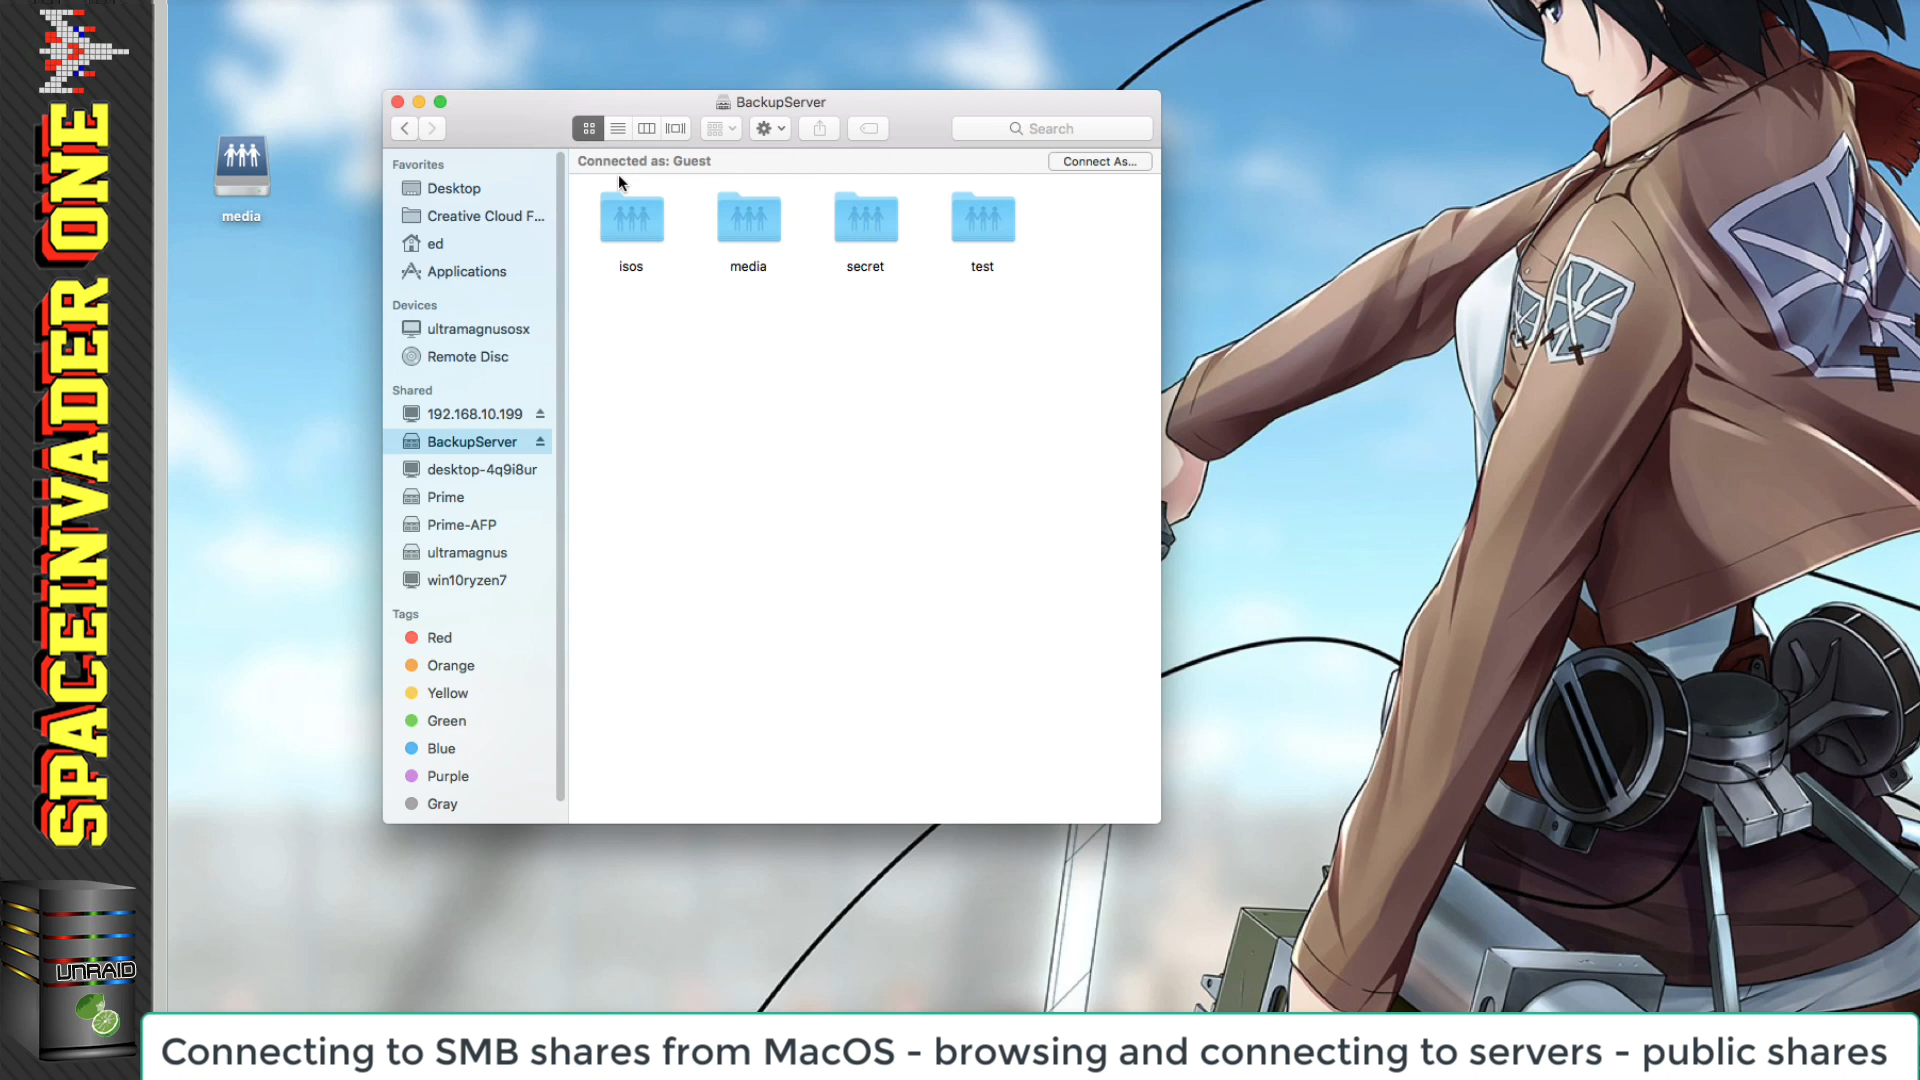 SPACEINVADER ONE
UNRAID
media
BackupServer
Search
Connected as: Guest
Connect As...
Favorites
Desktop
Creative Cloud F...
ed
Applications
Devices
ultramagnusosx
Remote Disc
Shared
192.168.10.199
BackupServer
desktop-4q9i8ur
Prime
Prime-AFP
ultramagnus
win10ryzen7
Tags
Red
Orange
Yellow
Green
Blue
Purple
Gray
isos
media
secret
test
Connecting to SMB shares from MacOS - browsing and connecting to servers - public shares